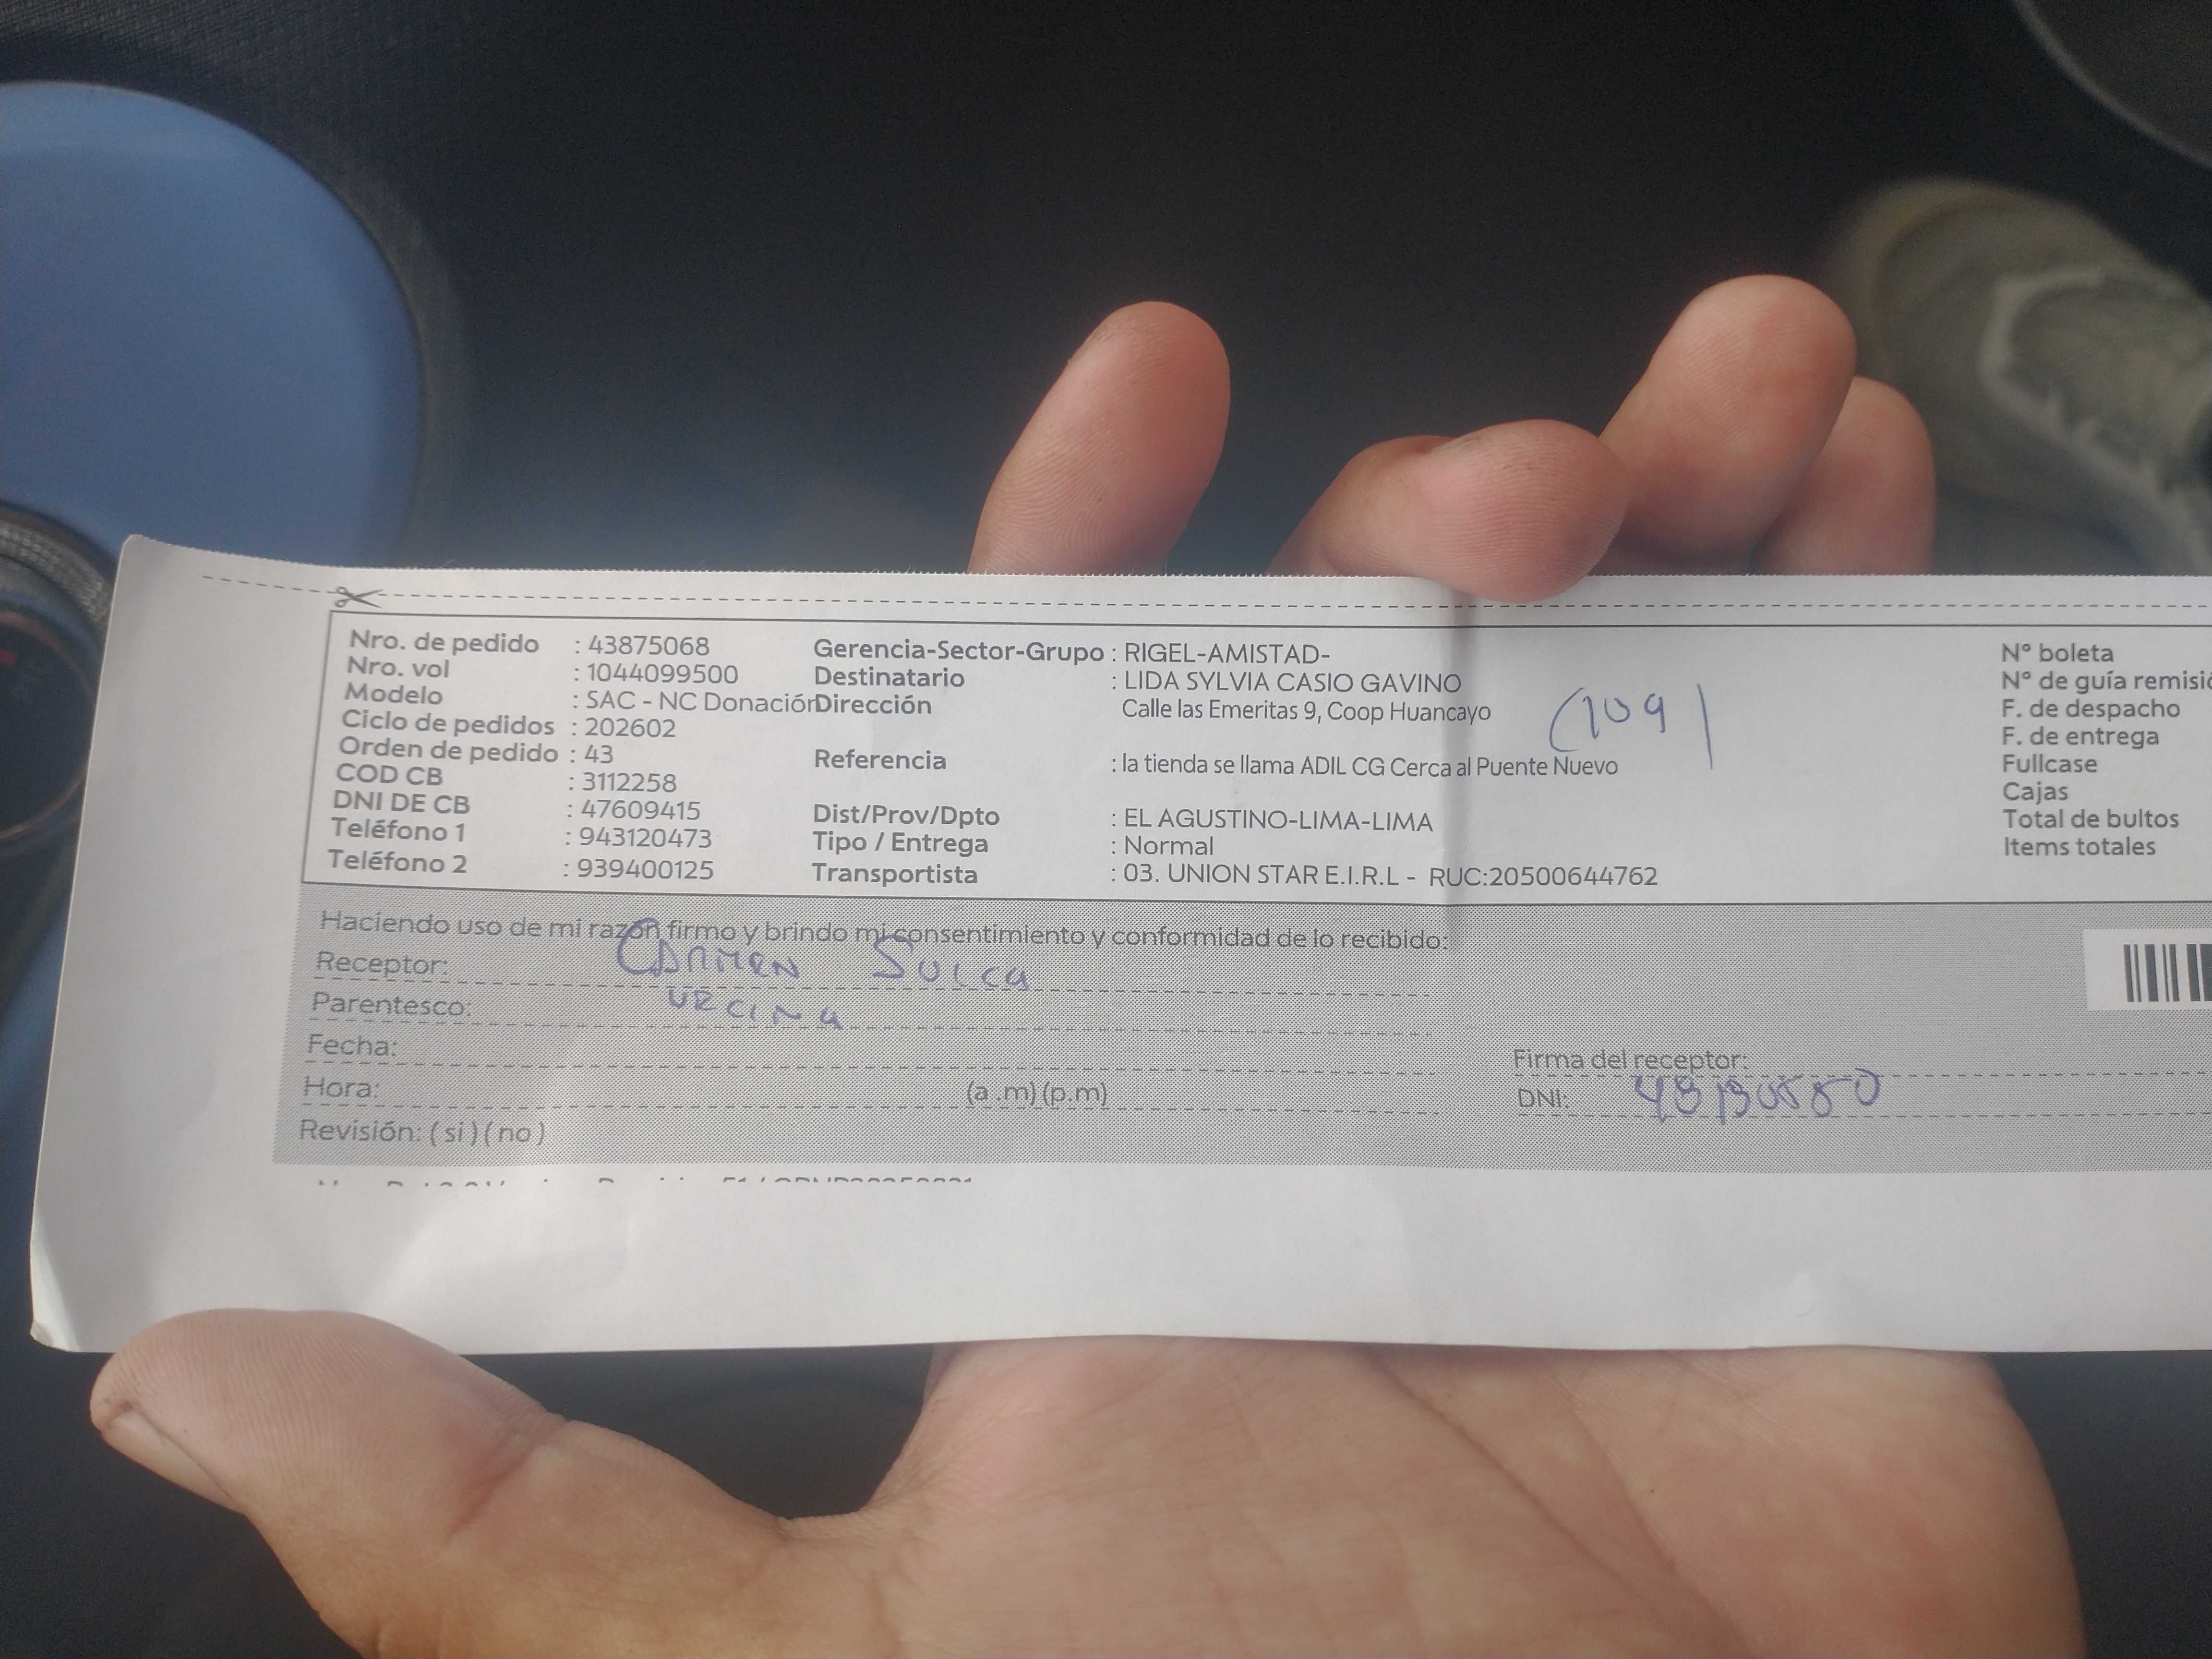 Nro. de pedido : 43875068
Nro. vol : 1044099500
Modelo : SAC - NC Donación
Ciclo de pedidos : 202602
Orden de pedido : 43
COD CB : 3112258
DNI DE CB : 47609415
Teléfono 1 : 943120473
Teléfono 2 : 939400125
Gerencia-Sector-Grupo : RIGEL-AMISTAD-
Destinatario : LIDA SYLVIA CASIO GAVINO
Dirección Calle las Emeritas 9, Coop Huancayo
(109)
Referencia : la tienda se llama ADIL CG Cerca al Puente Nuevo
Dist/Prov/Dpto : EL AGUSTINO-LIMA-LIMA
Tipo / Entrega : Normal
Transportista : 03. UNION STAR E.I.R.L - RUC:20500644762
N° boleta
N° de guía
F. de despacho
F. de entrega
Fullcase
Cajas
Total de bultos
Items totales
Haciendo uso de mi razón firmo y brindo mi consentimiento y conformidad de lo recibido:
Receptor: CARMEN SULCA
Parentesco: VECINA
Fecha:
Hora: (a .m) (p.m)
Revisión: ( si ) ( no )
Firma del receptor:
DNI: